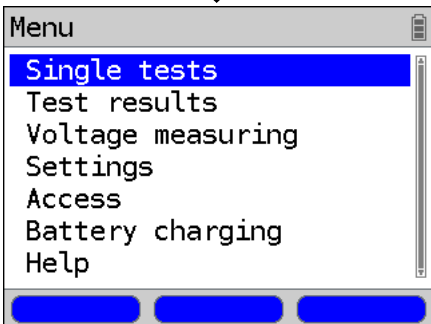 Menu
Single tests
Test results
Voltage measuring
Settings
Access
Battery charging
Help